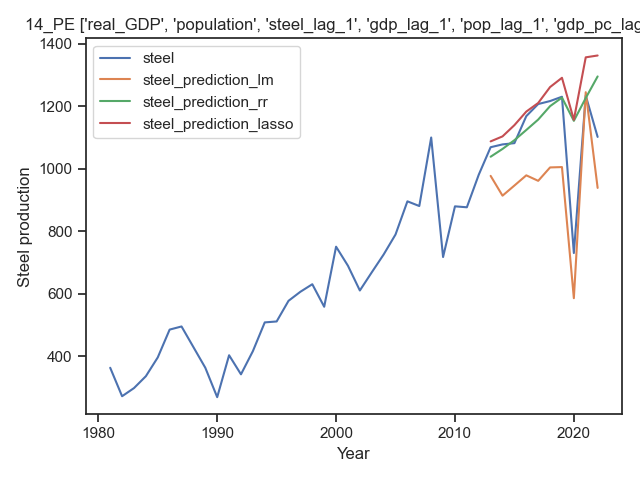 14_PE ['real_GDP', 'population', 'steel_lag_1', 'gdp_lag_1', 'pop_lag_1', 'gdp_pc_lag
1400
1200
1000
800
600
400
Steel production
steel
steel_prediction_lm
steel_prediction_rr
steel_prediction_lasso
1980
1990
2000
2010
2020
Year